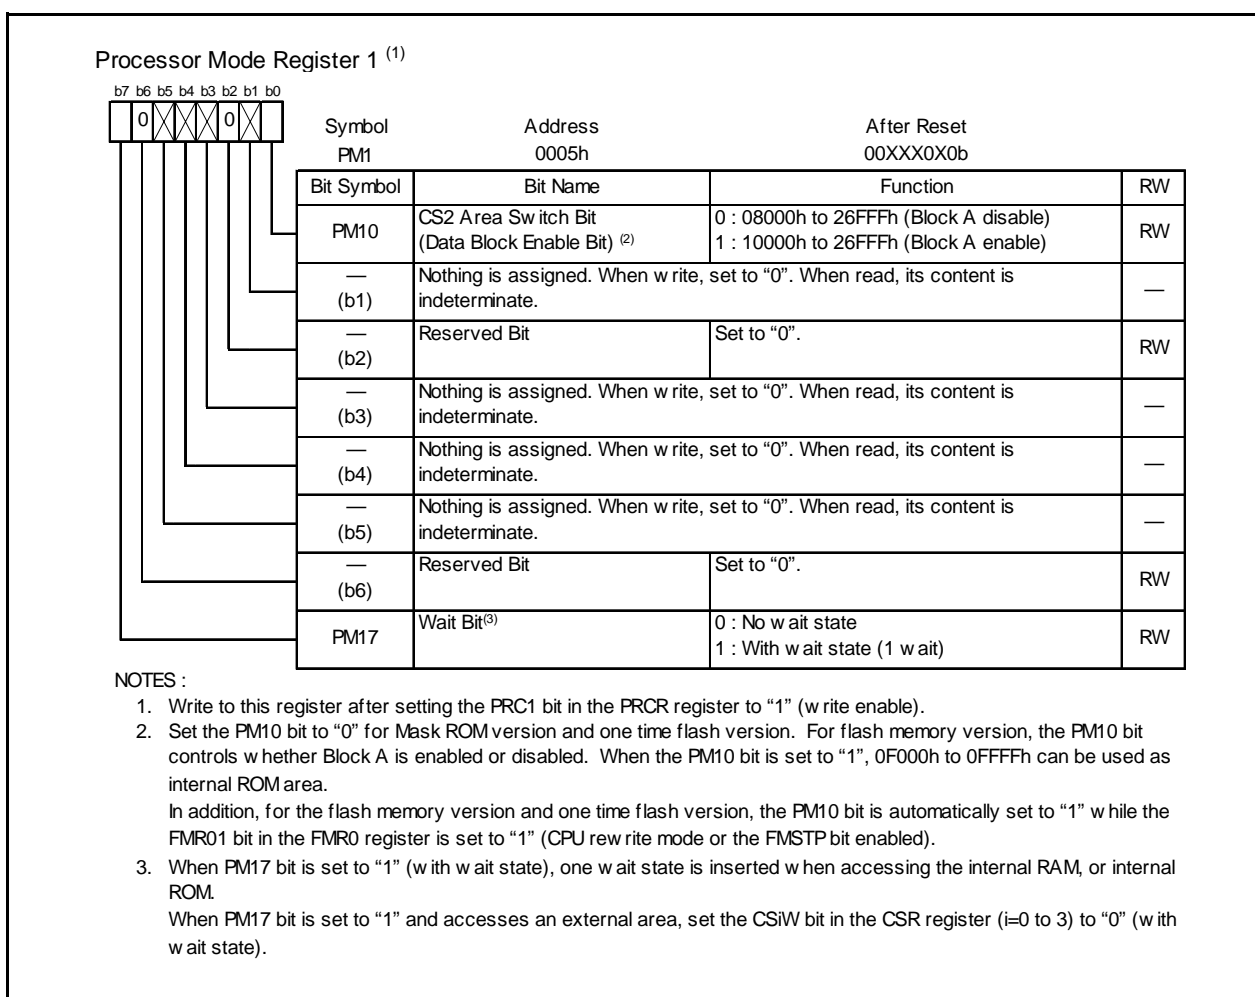 Processor Mode Register 1 (1)
b7 b6 b5 b4 b3 b2 b1 b0
0 0
Symbol Address After Reset
PM1 0005h 00XXX0X0b
Bit Symbol Bit Name Function RW
PM10 CS2 Area Switch Bit (Data Block Enable Bit) (2) 0 : 08000h to 26FFFh (Block A disable) 1 : 10000h to 26FFFh (Block A enable) RW
— (b1) Nothing is assigned. When write, set to “0”. When read, its content is indeterminate. —
— (b2) Reserved Bit Set to “0”. RW
— (b3) Nothing is assigned. When write, set to “0”. When read, its content is indeterminate. —
— (b4) Nothing is assigned. When write, set to “0”. When read, its content is indeterminate. —
— (b5) Nothing is assigned. When write, set to “0”. When read, its content is indeterminate. —
— (b6) Reserved Bit Set to “0”. RW
PM17 Wait Bit(3) 0 : No wait state 1 : With wait state (1 wait) RW
NOTES :
1. Write to this register after setting the PRC1 bit in the PRCR register to “1” (write enable).
2. Set the PM10 bit to “0” for Mask ROM version and one time flash version. For flash memory version, the PM10 bit
controls whether Block A is enabled or disabled. When the PM10 bit is set to “1”, 0F000h to 0FFFFh can be used as
internal ROM area.
In addition, for the flash memory version and one time flash version, the PM10 bit is automatically set to “1” while the
FMR01 bit in the FMR0 register is set to “1” (CPU rewrite mode or the FMSTP bit enabled).
3. When PM17 bit is set to “1” (with wait state), one wait state is inserted when accessing the internal RAM, or internal
ROM.
When PM17 bit is set to “1” and accesses an external area, set the CSiW bit in the CSR register (i=0 to 3) to “0” (with
wait state).